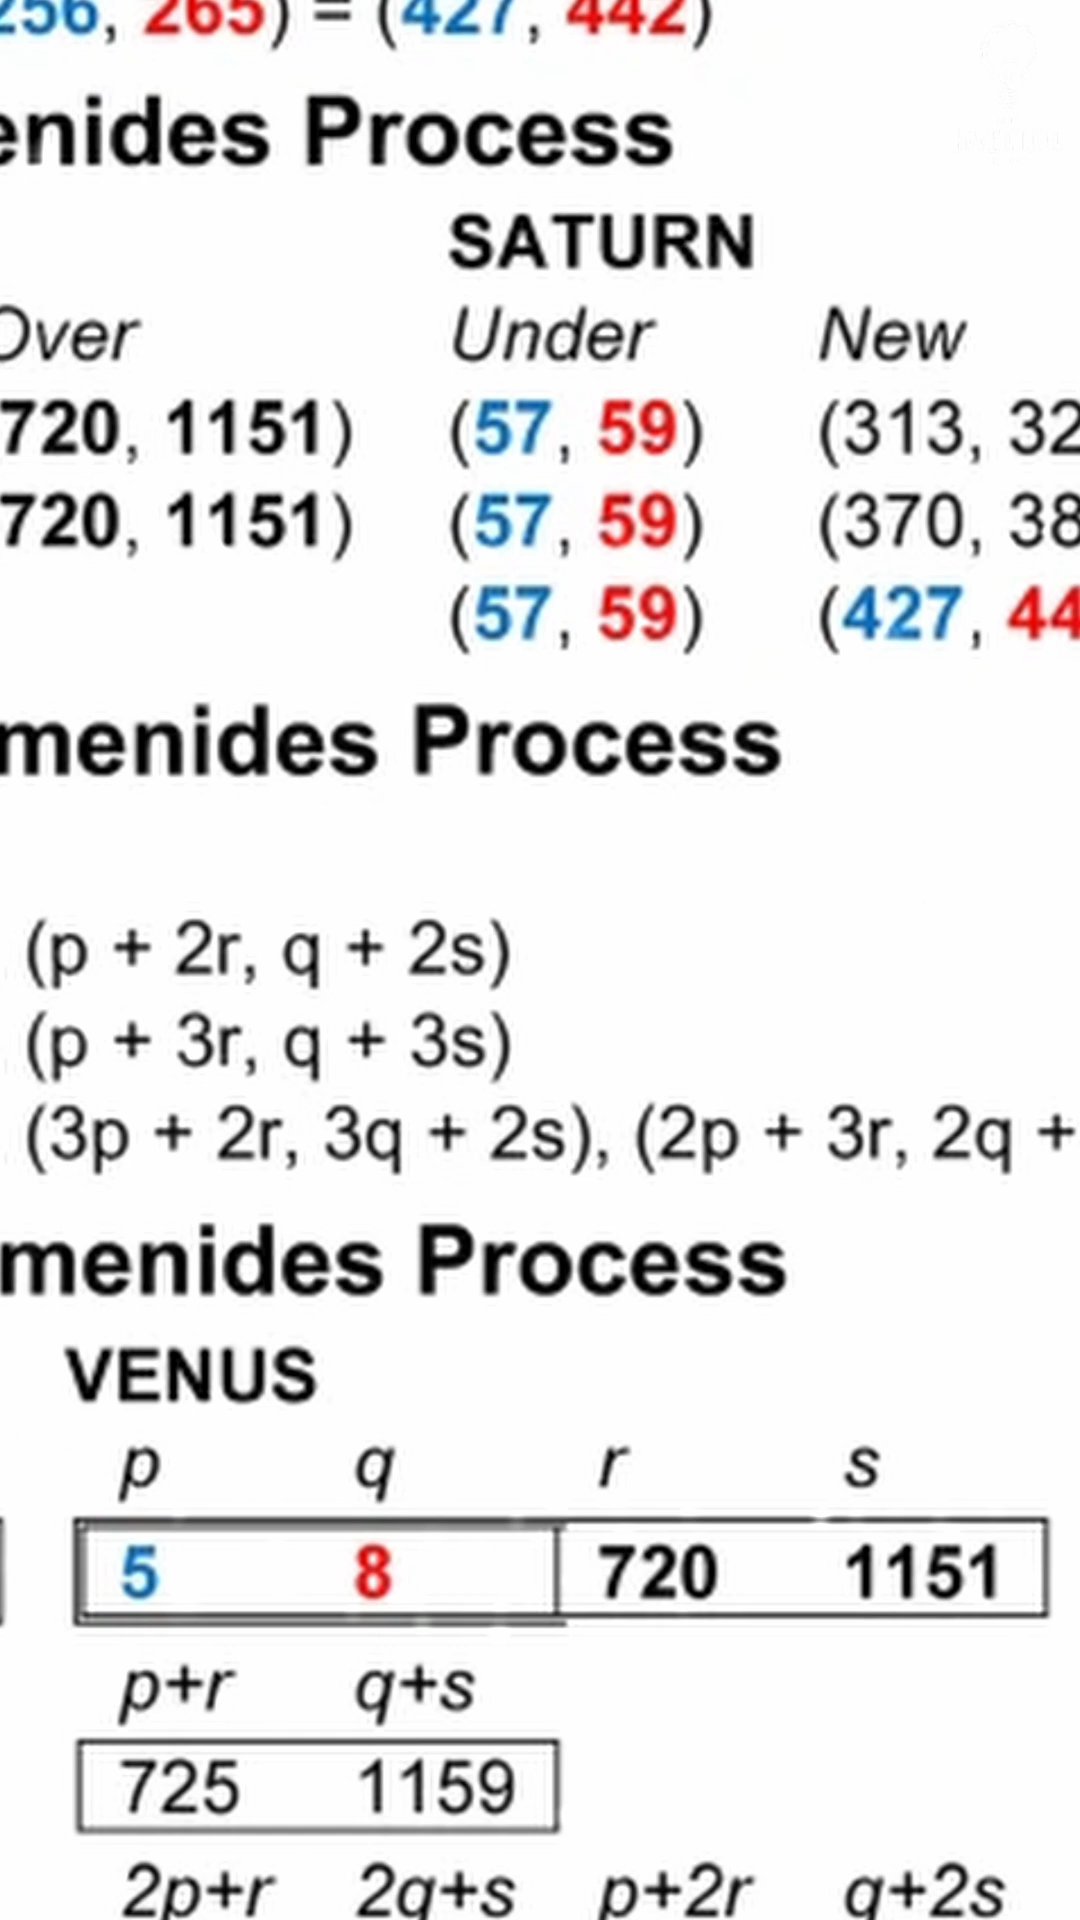 256, 265) = (427, 442)
enides Process
SATURN
Over Under New
720, 1151) (57, 59) (313, 32
720, 1151) (57, 59) (370, 38
(57, 59) (427, 44
menides Process
(p + 2r, q + 2s)
(p + 3r, q + 3s)
(3p + 2r, 3q + 2s), (2p + 3r, 2q +
menides Process
VENUS
p q r s
5 8 720 1151
p+r q+s
725 1159
2p+r 2q+s p+2r q+2s